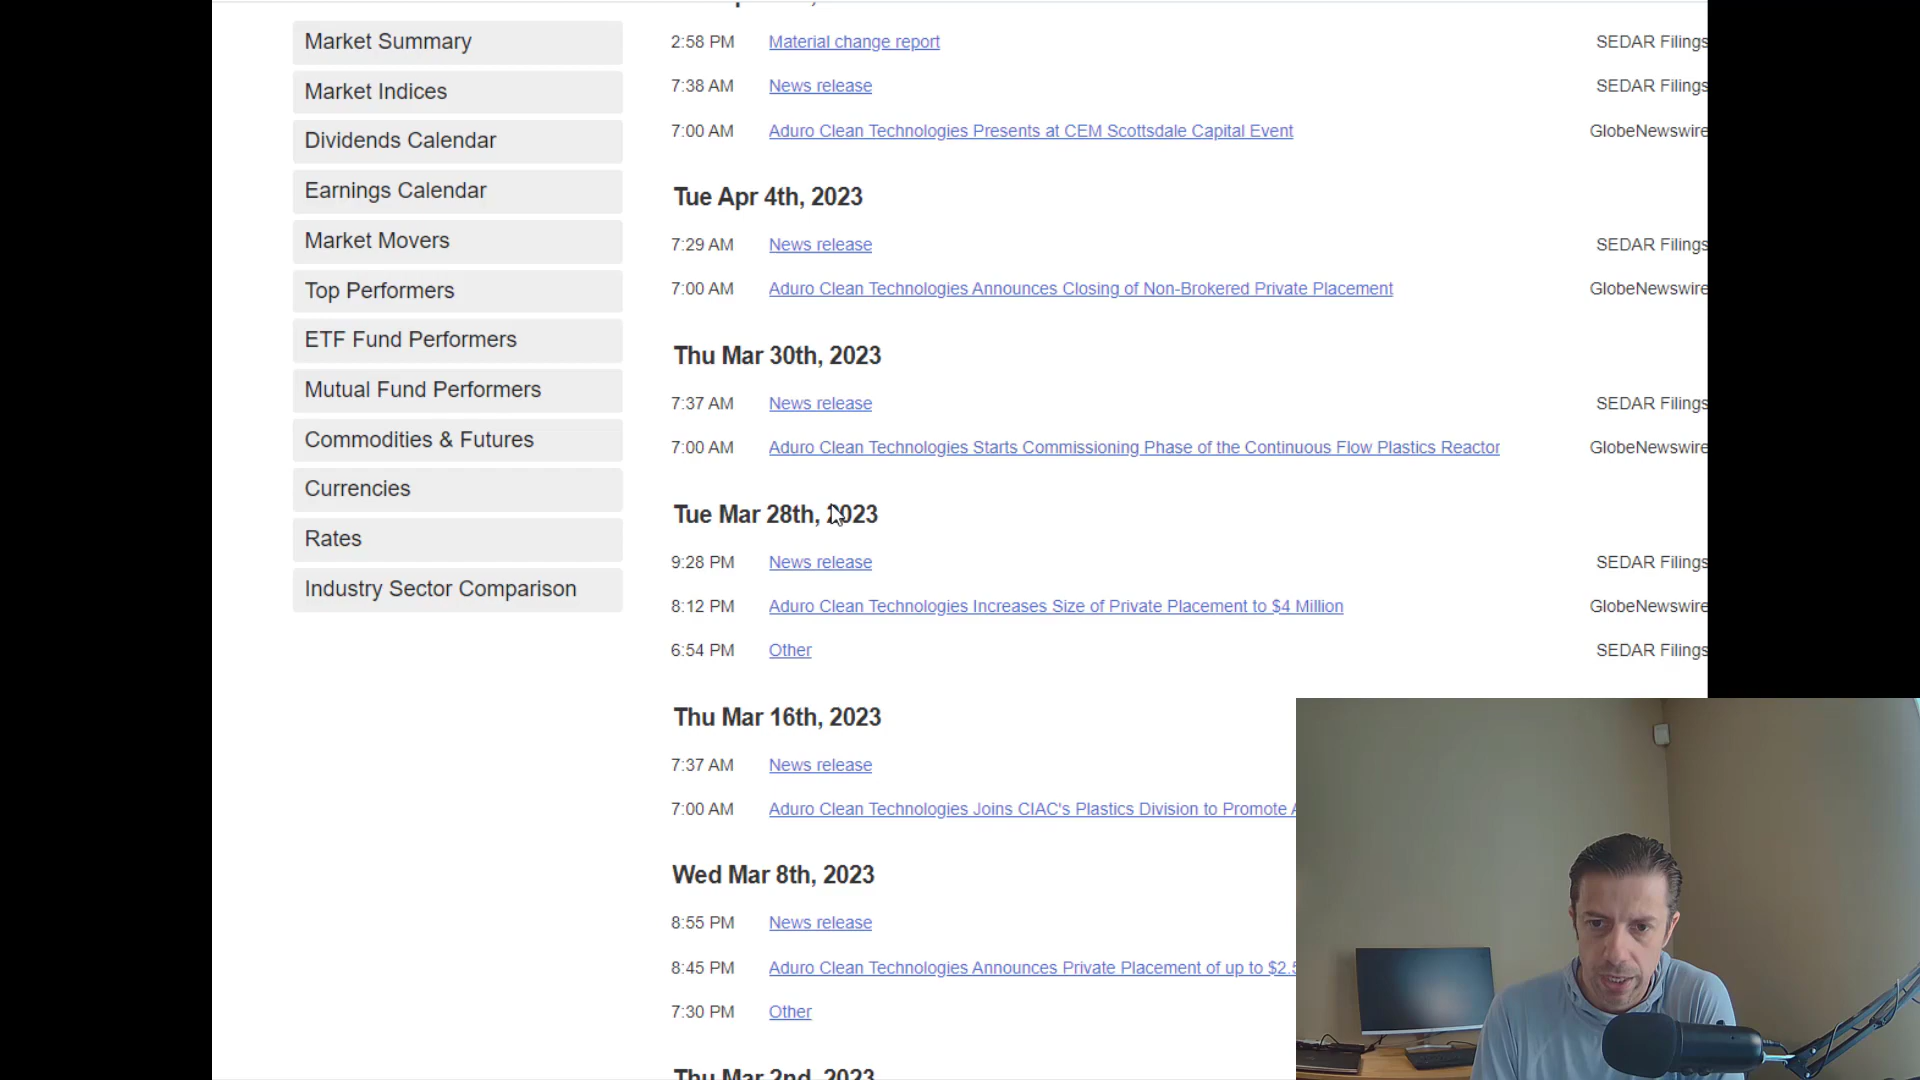 Market Summary
Market Indices
Dividends Calendar
Earnings Calendar
Market Movers
Top Performers
ETF Fund Performers
Mutual Fund Performers
Commodities & Futures
Currencies
Rates
Industry Sector Comparison
2:58 PM Material change report SEDAR Filings
7:38 AM News release SEDAR Filings
7:00 AM Aduro Clean Technologies Presents at CEM Scottsdale Capital Event GlobeNewswire
Tue Apr 4th, 2023
7:29 AM News release SEDAR Filings
7:00 AM Aduro Clean Technologies Announces Closing of Non-Brokered Private Placement GlobeNewswire
Thu Mar 30th, 2023
7:37 AM News release SEDAR Filings
7:00 AM Aduro Clean Technologies Starts Commissioning Phase of the Continuous Flow Plastics Reactor GlobeNewswire
Tue Mar 28th, 2023
9:28 PM News release SEDAR Filings
8:12 PM Aduro Clean Technologies Increases Size of Private Placement to $4 Million GlobeNewswire
6:54 PM Other SEDAR Filings
Thu Mar 16th, 2023
7:37 AM News release
7:00 AM Aduro Clean Technologies Joins CIAC's Plastics Division to Promote
Wed Mar 8th, 2023
8:55 PM News release
8:45 PM Aduro Clean Technologies Announces Private Placement of up to $2.5
7:30 PM Other
Thu Mar 2nd, 2023